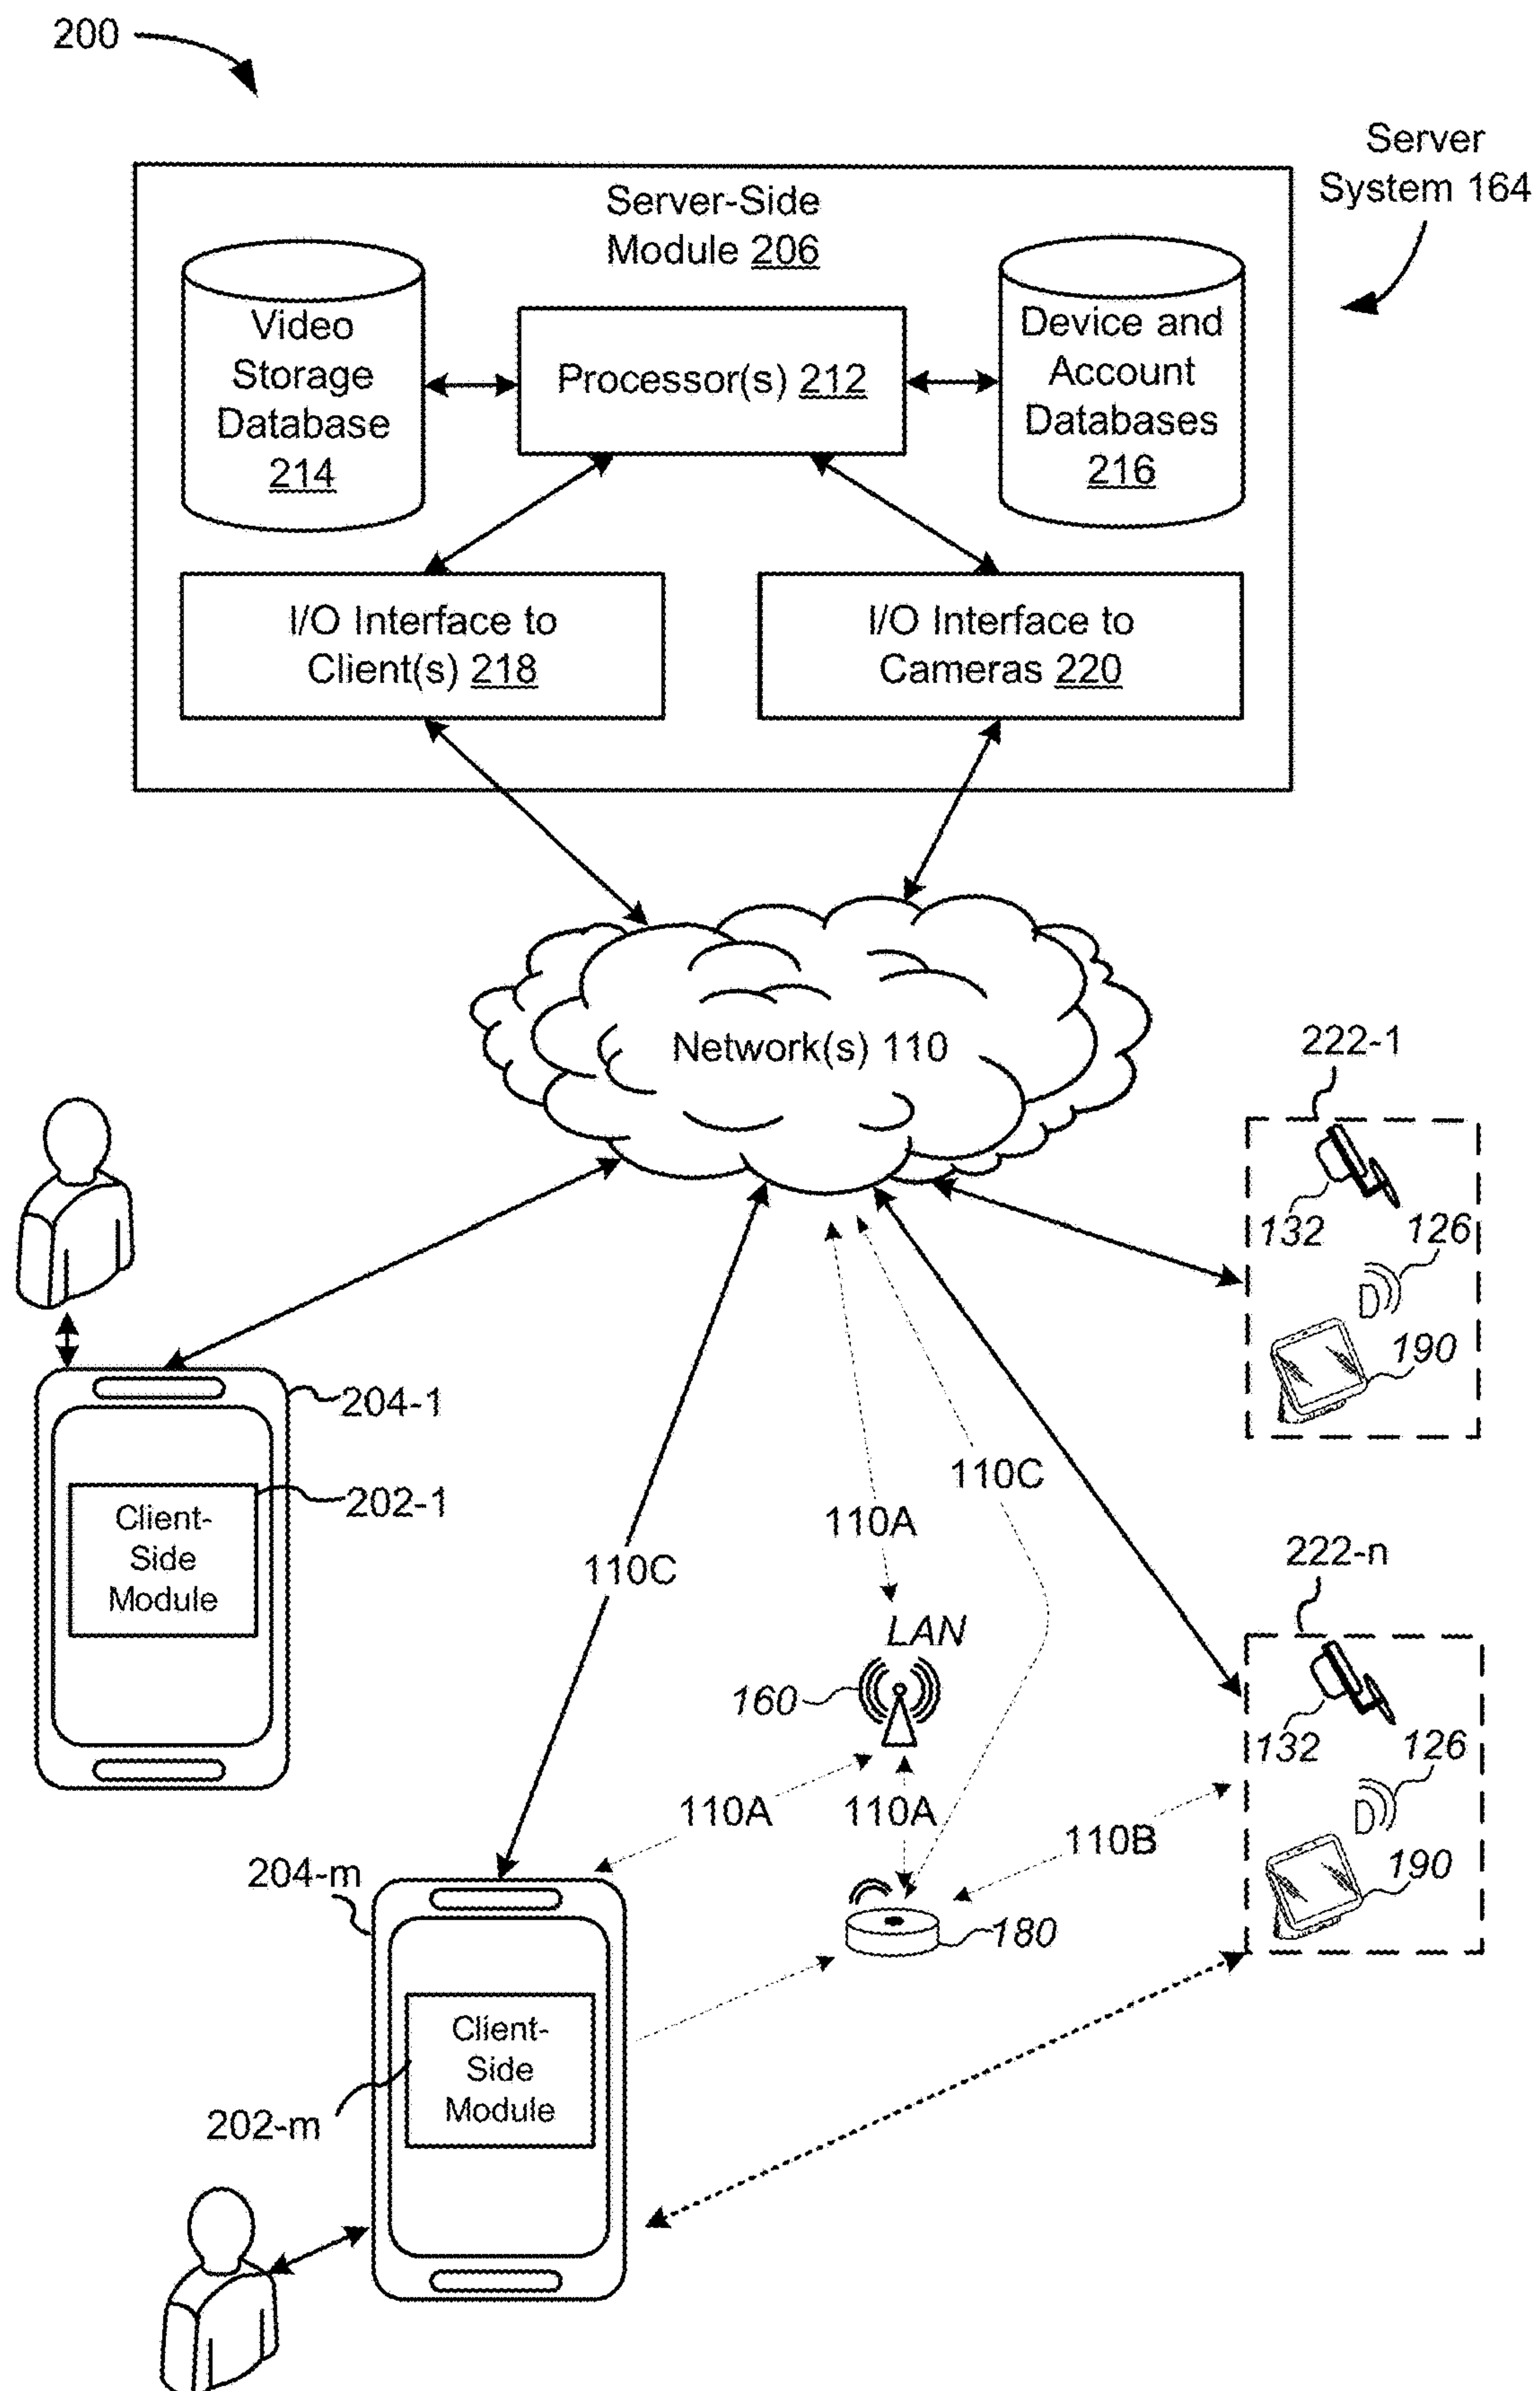 200
Server
System 164
Server-Side
Module 206
Video
Storage
Database
214
Processor(s) 212
Device and
Account
Databases
216
I/O Interface to
Client(s) 218
I/O Interface to
Cameras 220
Network(s) 110
222-1
132
126
190
204-1
202-1
Client-
Side
Module
110C
110C
110A
222-n
LAN
160
132
126
110A
110A
110B
190
204-m
180
Client-
Side
Module
202-m